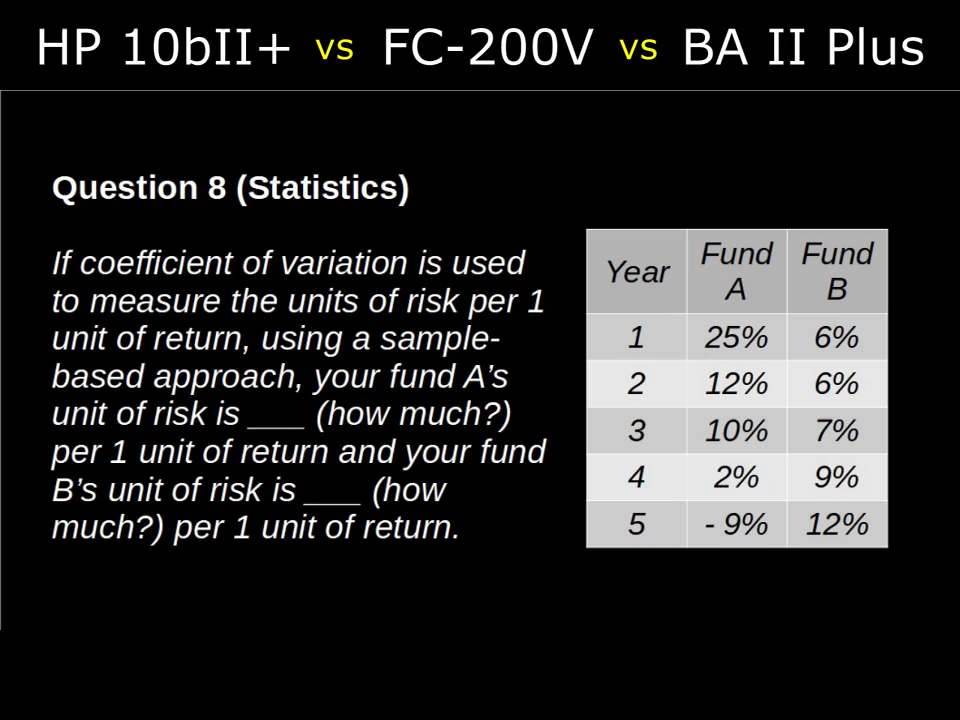 HP 10bII+ vs FC-200V vs BA II Plus
Question 8 (Statistics)
If coefficient of variation is used
to measure the units of risk per 1
unit of return, using a sample-
based approach, your fund A’s
unit of risk is ___ (how much?)
per 1 unit of return and your fund
B’s unit of risk is ___ (how
much?) per 1 unit of return.
Year Fund A Fund B
1 25% 6%
2 12% 6%
3 10% 7%
4 2% 9%
5 - 9% 12%